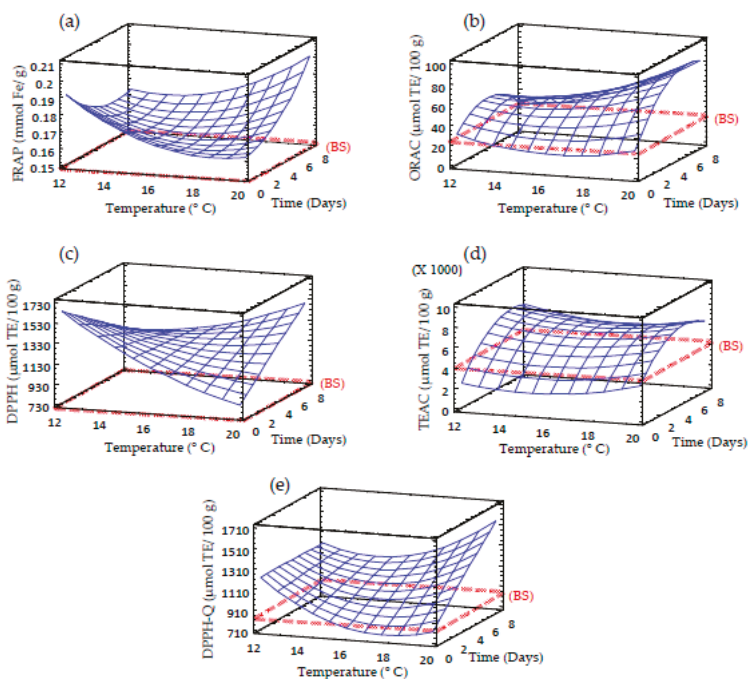 (a)
0.21
0.2
0.19
0.18
0.17
0.16
0.15
FRAP (mmol Fe/ g)
12 14 16 18 20
Temperature (° C)
0 2 4 6 8
Time (Days)
(BS)
(b)
100
80
60
40
20
0
ORAC (µmol TE/100 g)
12 14 16 18 20
Temperature (° C)
0 2 4 6 8
Time (Days)
(BS)
(c)
1730
1530
1330
1130
930
730
DPPH (µmol TE/100 g)
12 14 16 18 20
Temperature (° C)
0 2 4 6 8
Time (Days)
(BS)
(d)
(X 1000)
10
8
6
4
2
0
TEAC (µmol TE/100 g)
12 14 16 18 20
Temperature (° C)
0 2 4 6 8
Time (Days)
(BS)
(e)
1710
1510
1310
1110
910
710
DPPH-Q (µmol TE/ 100 g)
12 14 16 18 20
Temperature (° C)
0 2 4 6 8
Time (Days)
(BS)